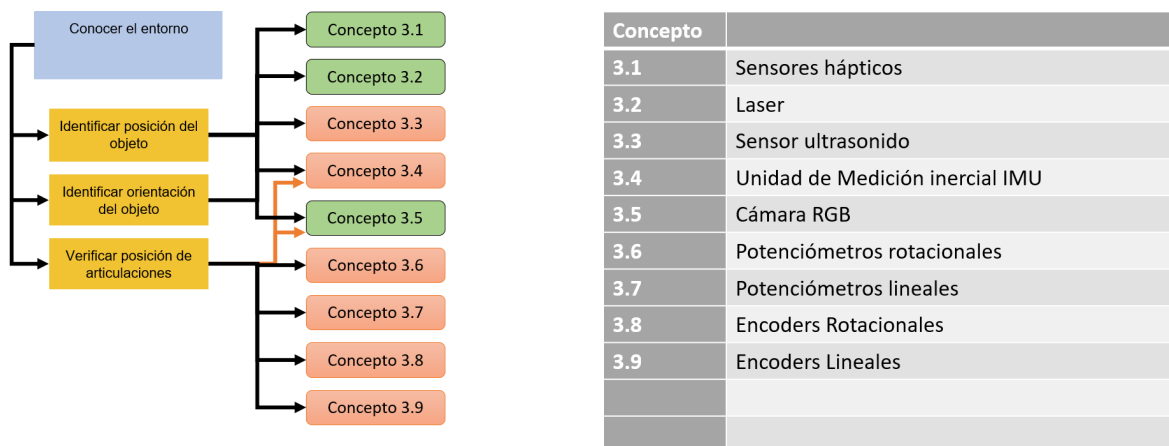 Conocer el entorno
Identificar posición del
objeto
Identificar orientación
del objeto
Verificar posición de
articulaciones
Concepto 3.1
Concepto 3.2
Concepto 3.3
Concepto 3.4
Concepto 3.5
Concepto 3.6
Concepto 3.7
Concepto 3.8
Concepto 3.9
Concepto
3.1 Sensores hápticos
3.2 Laser
3.3 Sensor ultrasonido
3.4 Unidad de Medición inercial IMU
3.5 Cámara RGB
3.6 Potenciómetros rotacionales
3.7 Potenciómetros lineales
3.8 Encoders Rotacionales
3.9 Encoders Lineales